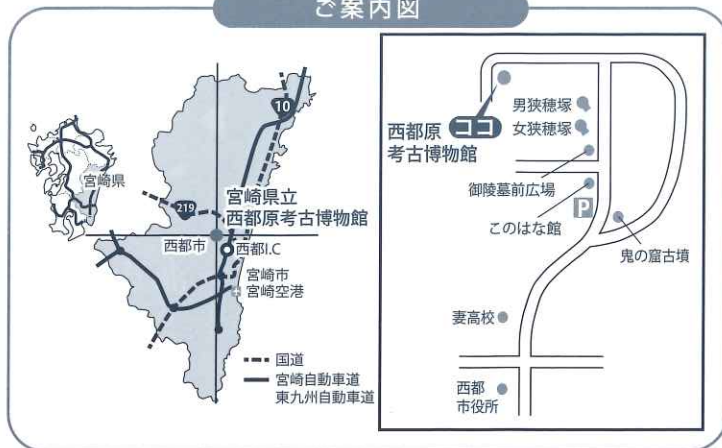 ご案内図
宮崎県
10
219
宮崎県立
西都原考古博物館
西都市
西都I.C
宮崎市
宮崎空港
国道
宮崎自動車道
東九州自動車道
西都原
考古博物館
ココ
男狭穂塚
女狭穂塚
御陵墓前広場
このはな館
P
鬼の窟古墳
妻高校
西都
市役所